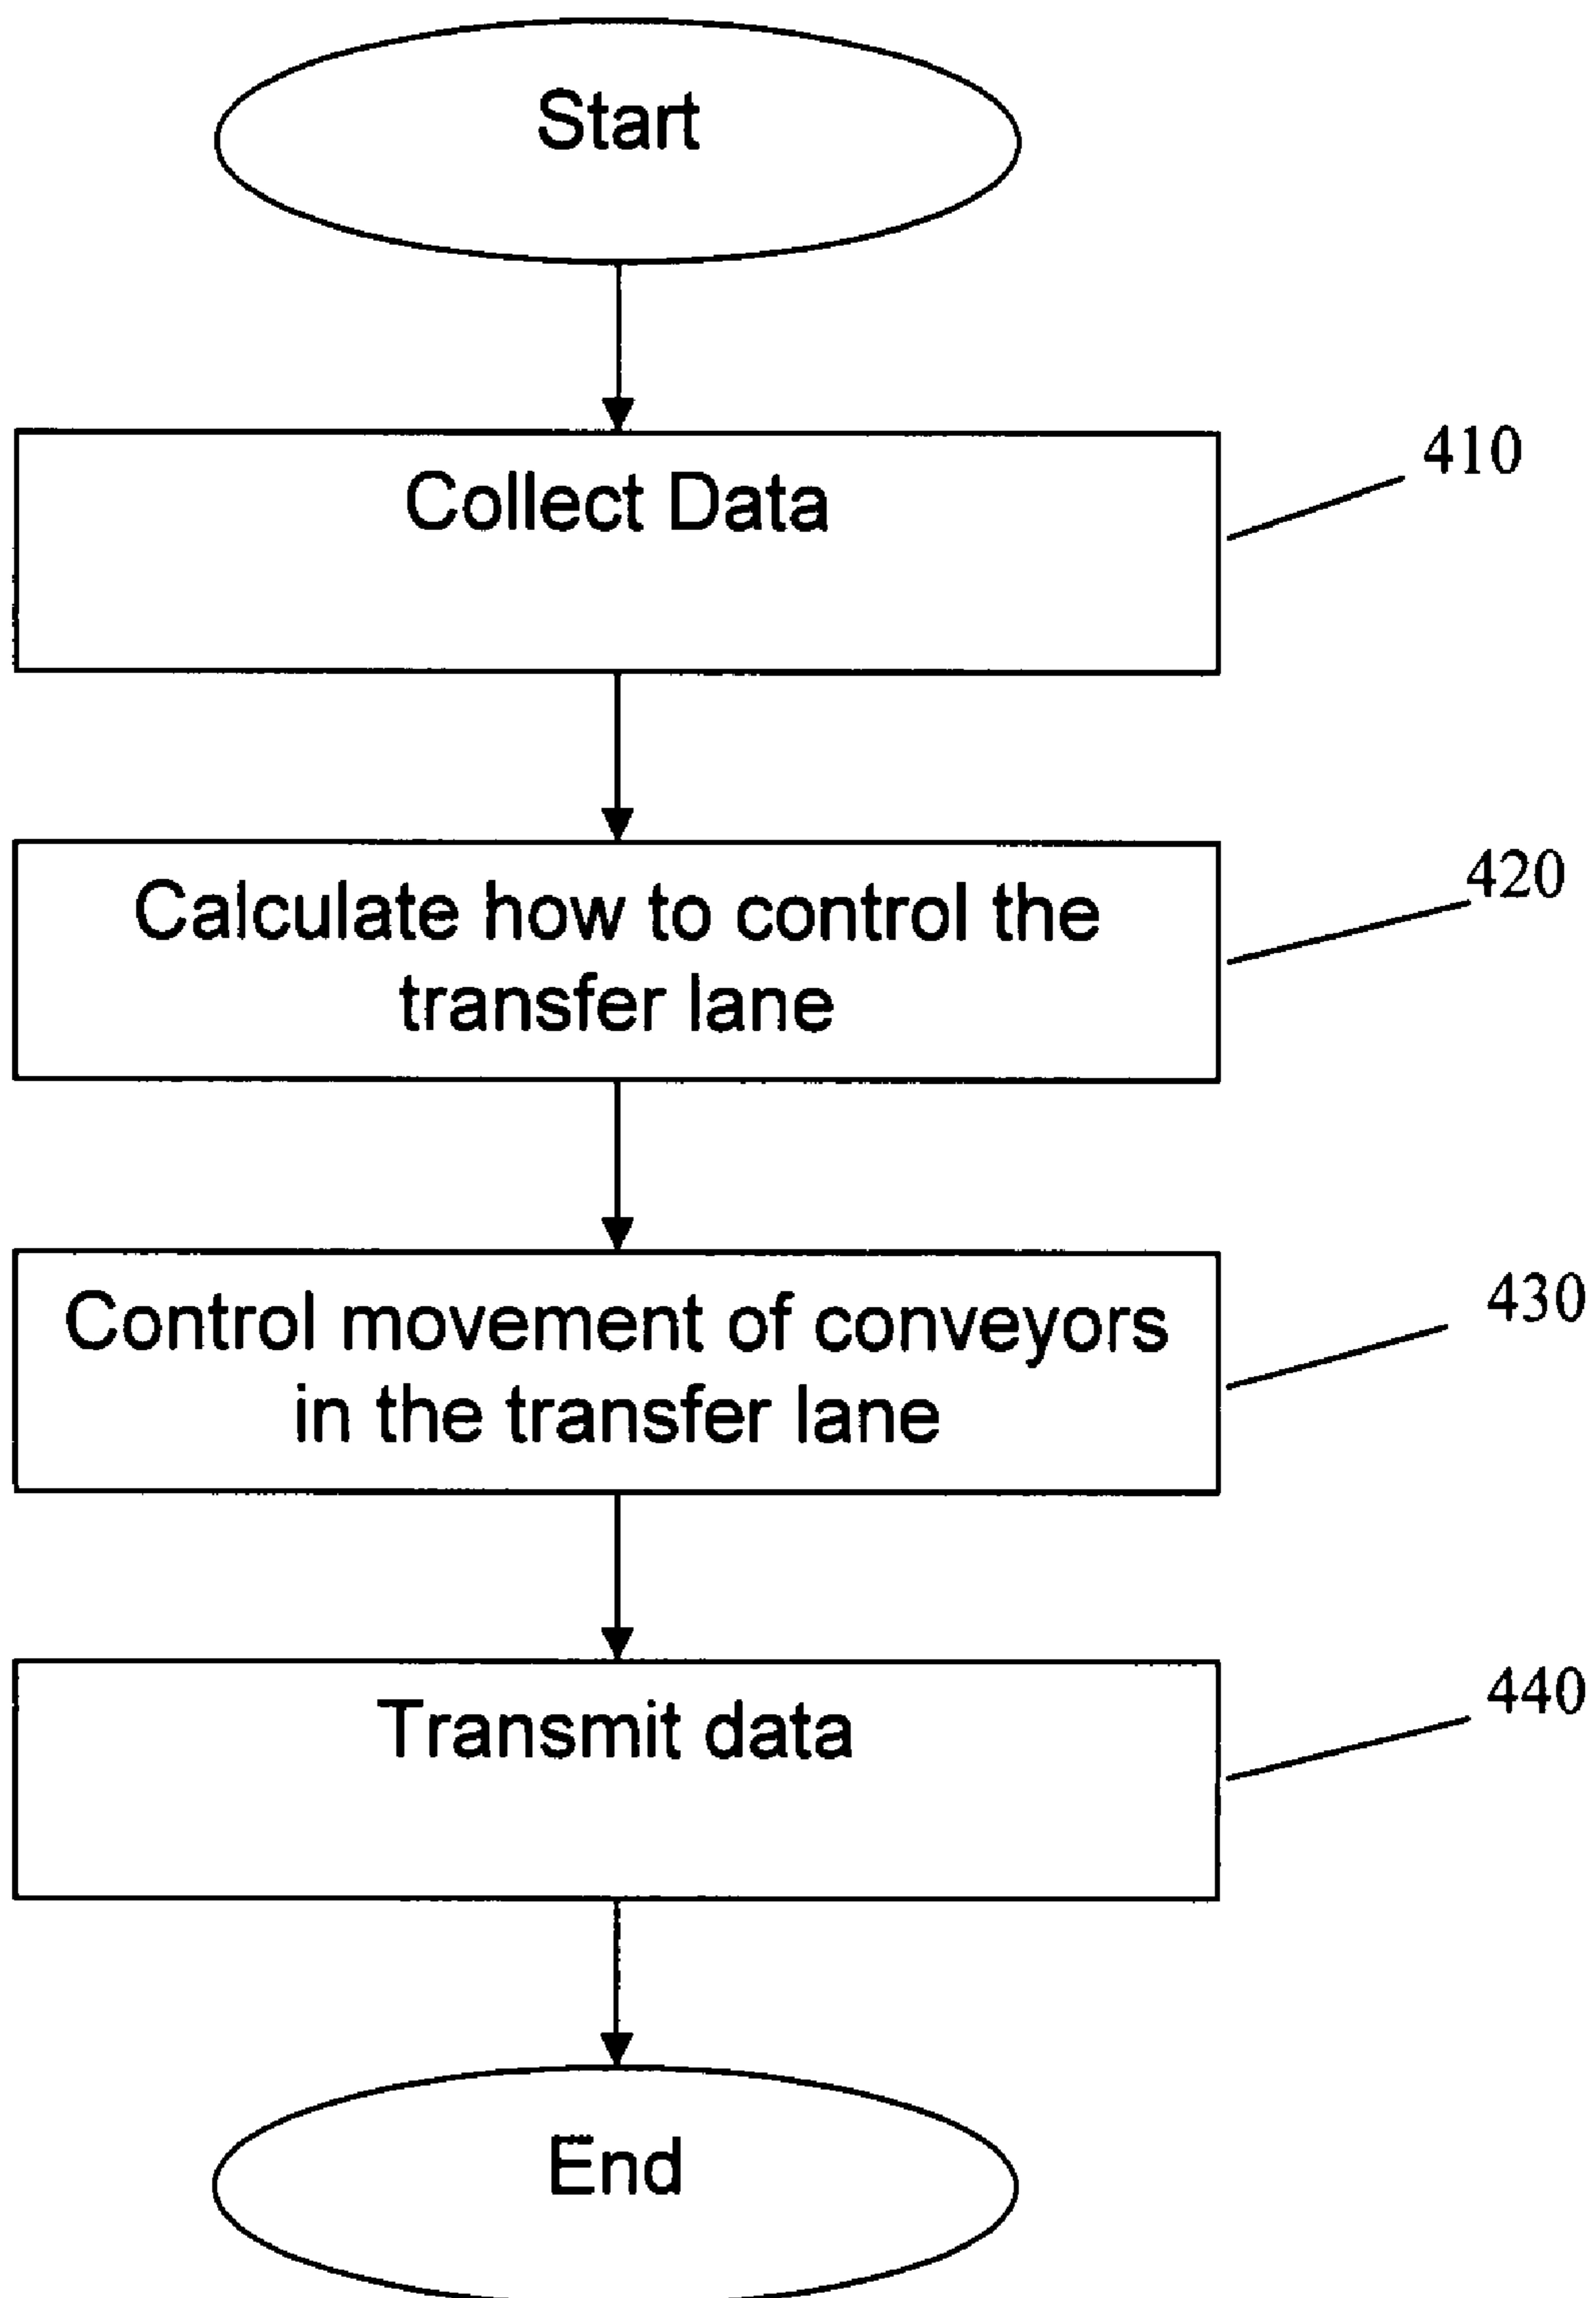 Start
Collect Data
410
Calculate how to control the
transfer lane
420
Control movement of conveyors
in the transfer lane
430
Transmit data
440
End